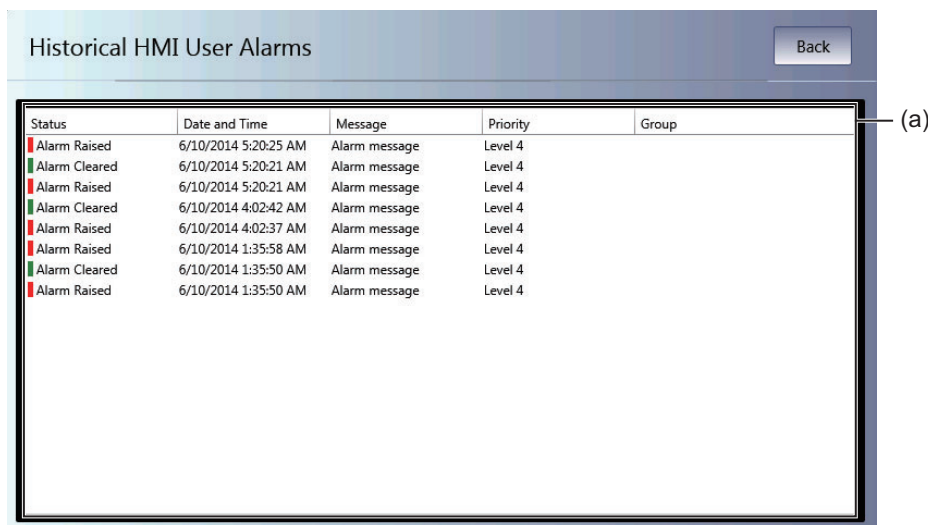 Historical HMI User Alarms Back
Status Date and Time Message Priority Group (a)
Alarm Raised 6/10/2014 5:20:25 AM Alarm message Level 4
Alarm Cleared 6/10/2014 5:20:21 AM Alarm message Level 4
Alarm Raised 6/10/2014 5:20:21 AM Alarm message Level 4
Alarm Cleared 6/10/2014 4:02:42 AM Alarm message Level 4
Alarm Raised 6/10/2014 4:02:37 AM Alarm message Level 4
Alarm Raised 6/10/2014 1:35:58 AM Alarm message Level 4
Alarm Cleared 6/10/2014 1:35:50 AM Alarm message Level 4
Alarm Raised 6/10/2014 1:35:50 AM Alarm message Level 4